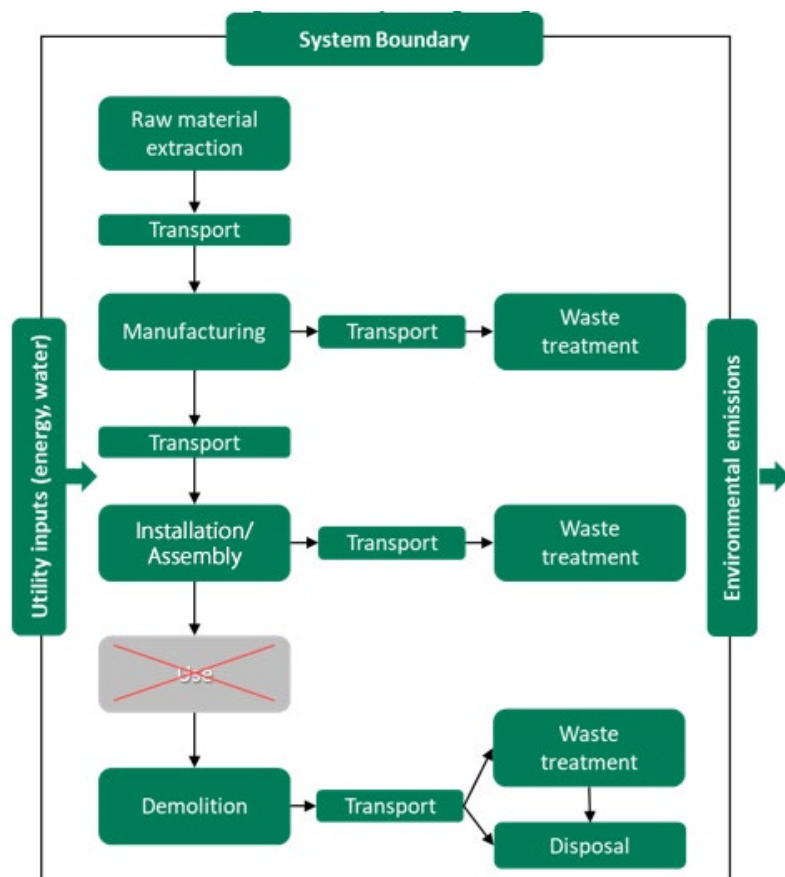 System Boundary
Raw material
extraction
Transport
Manufacturing
Transport
Waste
treatment
Utility inputs (energy, water)
Environmental emissions
Transport
Installation/
Assembly
Transport
Waste
treatment
Use
Demolition
Transport
Waste
treatment
Disposal